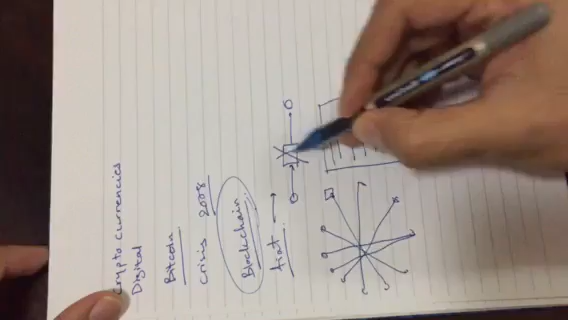 Crypto currencies
Digital
Bitcoin
crisis 2008
Blockchain
fiat →